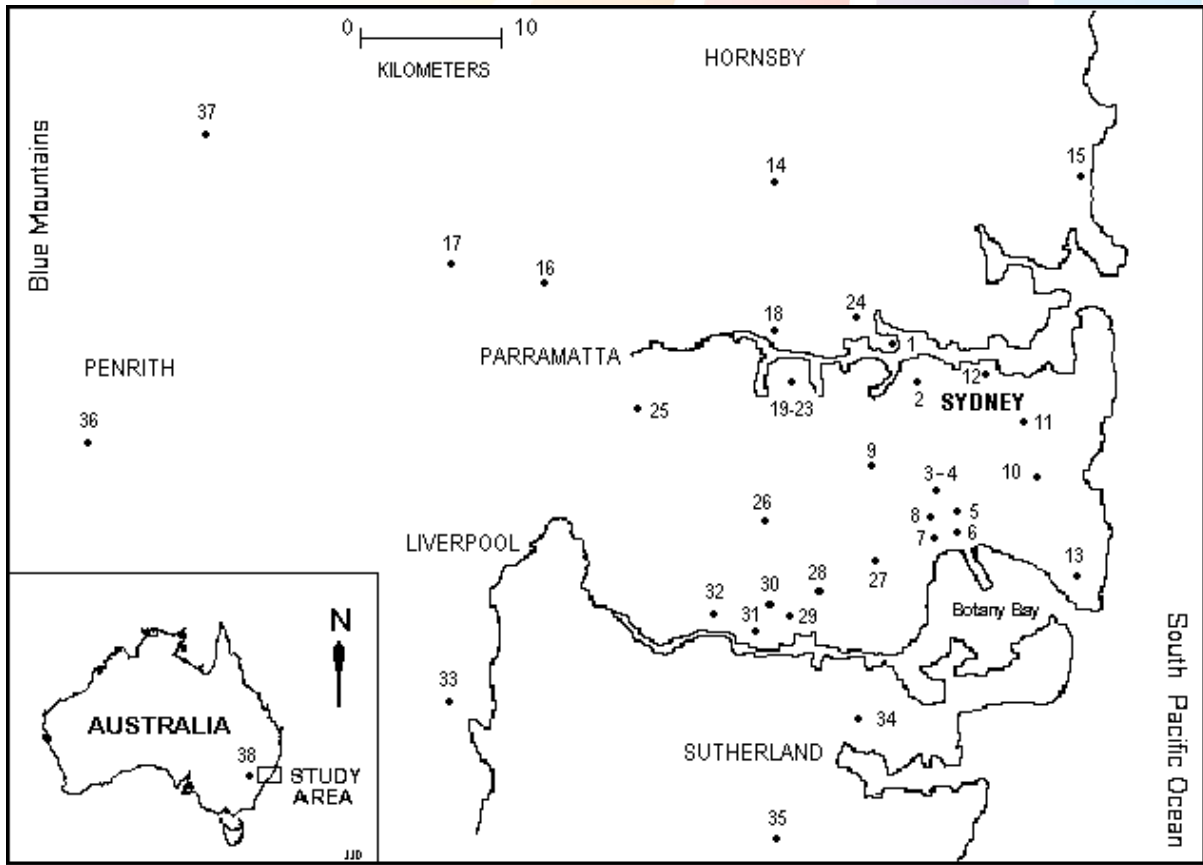 0 10
KILOMETERS
HORNSBY
37
Blue Mountains
14
15
17
16
24
18
1
PARRAMATTA
PENRITH
12
19-23
2
SYDNEY
25
11
36
9
3-4
10
26
8
5
LIVERPOOL
7
6
27
13
28
30
32
Botany Bay
29
31
N
South Pacific Ocean
33
AUSTRALIA
34
SUTHERLAND
38
STUDY
AREA
35
JJD